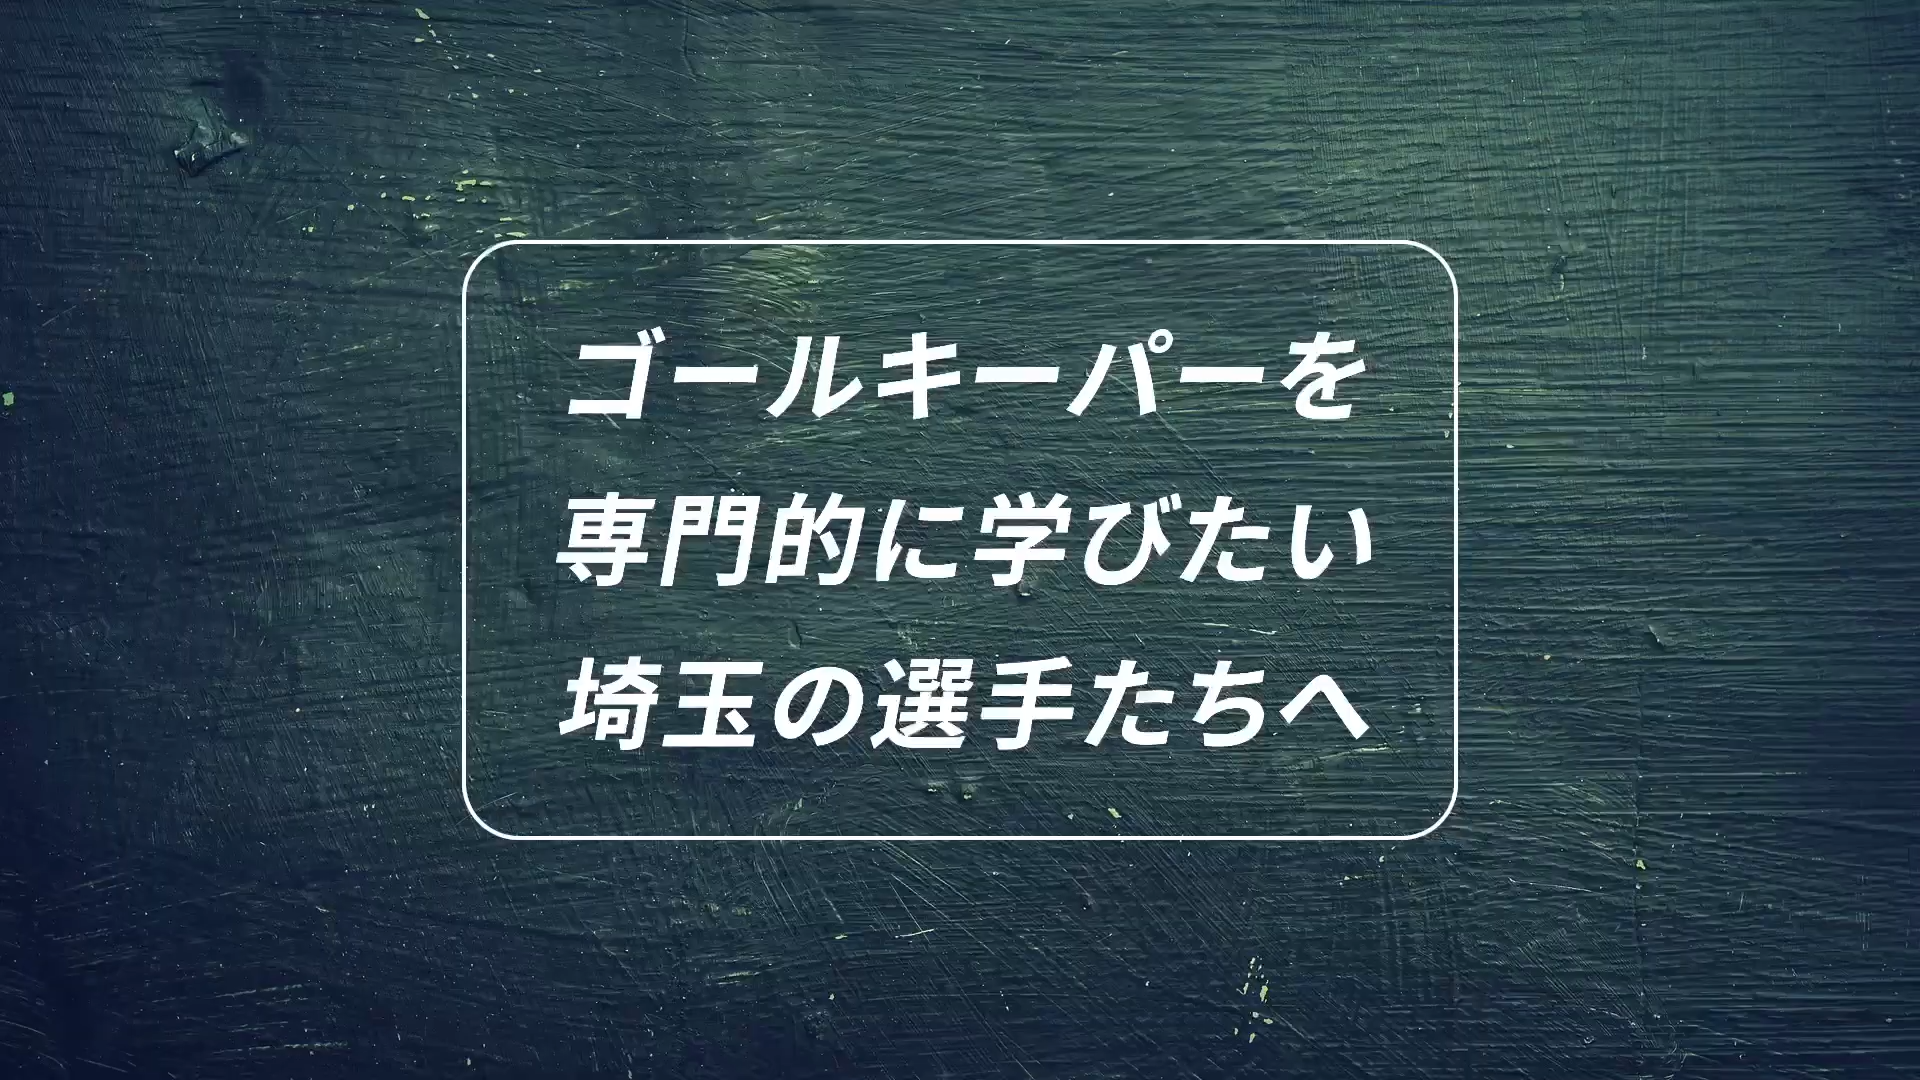 ゴールキーパーを
専門的に学びたい
埼玉の選手たちへ